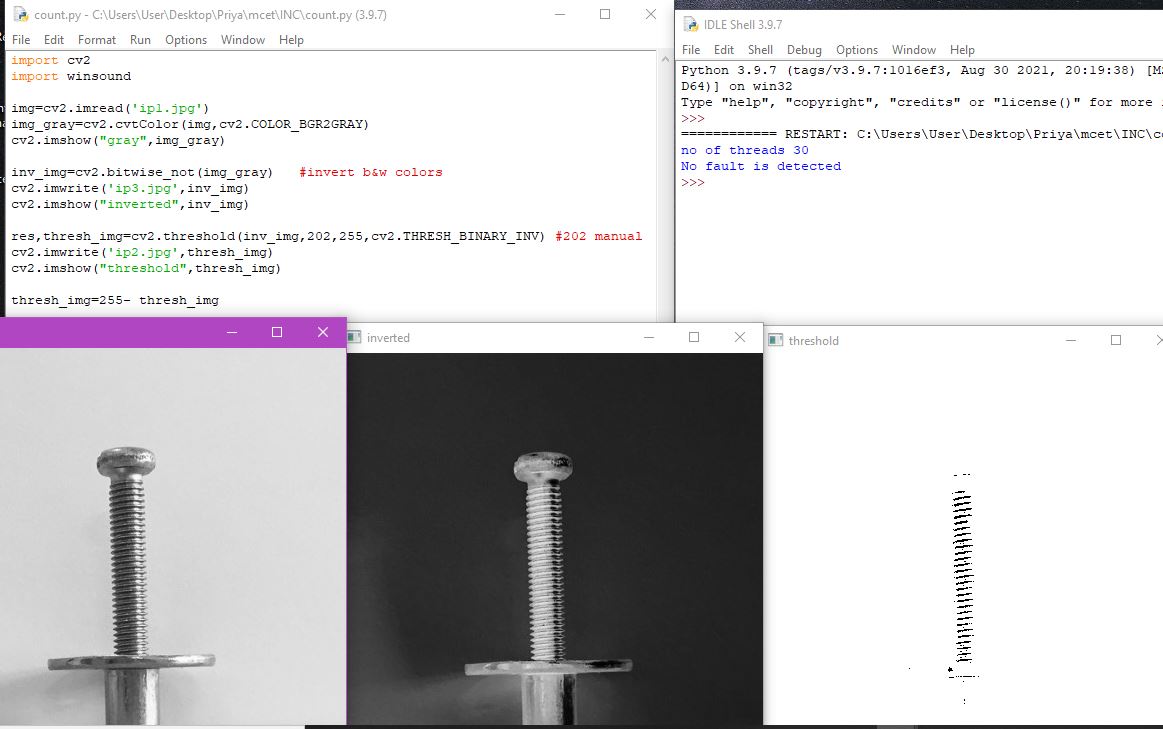 count.py - C:\Users\User\Desktop\Priya\mcet\INC\count.py (3.9.7)
File Edit Format Run Options Window Help
import cv2
import winsound
img=cv2.imread('ip1.jpg')
img_gray=cv2.cvtColor(img,cv2.COLOR_BGR2GRAY)
cv2.imshow("gray",img_gray)
inv_img=cv2.bitwise_not(img_gray) #invert b&w colors
cv2.imwrite('ip3.jpg',inv_img)
cv2.imshow("inverted",inv_img)
res,thresh_img=cv2.threshold(inv_img,202,255,cv2.THRESH_BINARY_INV) #202 manual
cv2.imwrite('ip2.jpg',thresh_img)
cv2.imshow("threshold",thresh_img)
thresh_img=255- thresh_img
IDLE Shell 3.9.7
File Edit Shell Debug Options Window Help
Python 3.9.7 (tags/v3.9.7:1016ef3, Aug 30 2021, 20:19:38) [M
D64)] on win32
Type "help", "copyright", "credits" or "license()" for more
>>>
============ RESTART: C:\Users\User\Desktop\Priya\mcet\INC\c
no of threads 30
No fault is detected
>>>
inverted
threshold